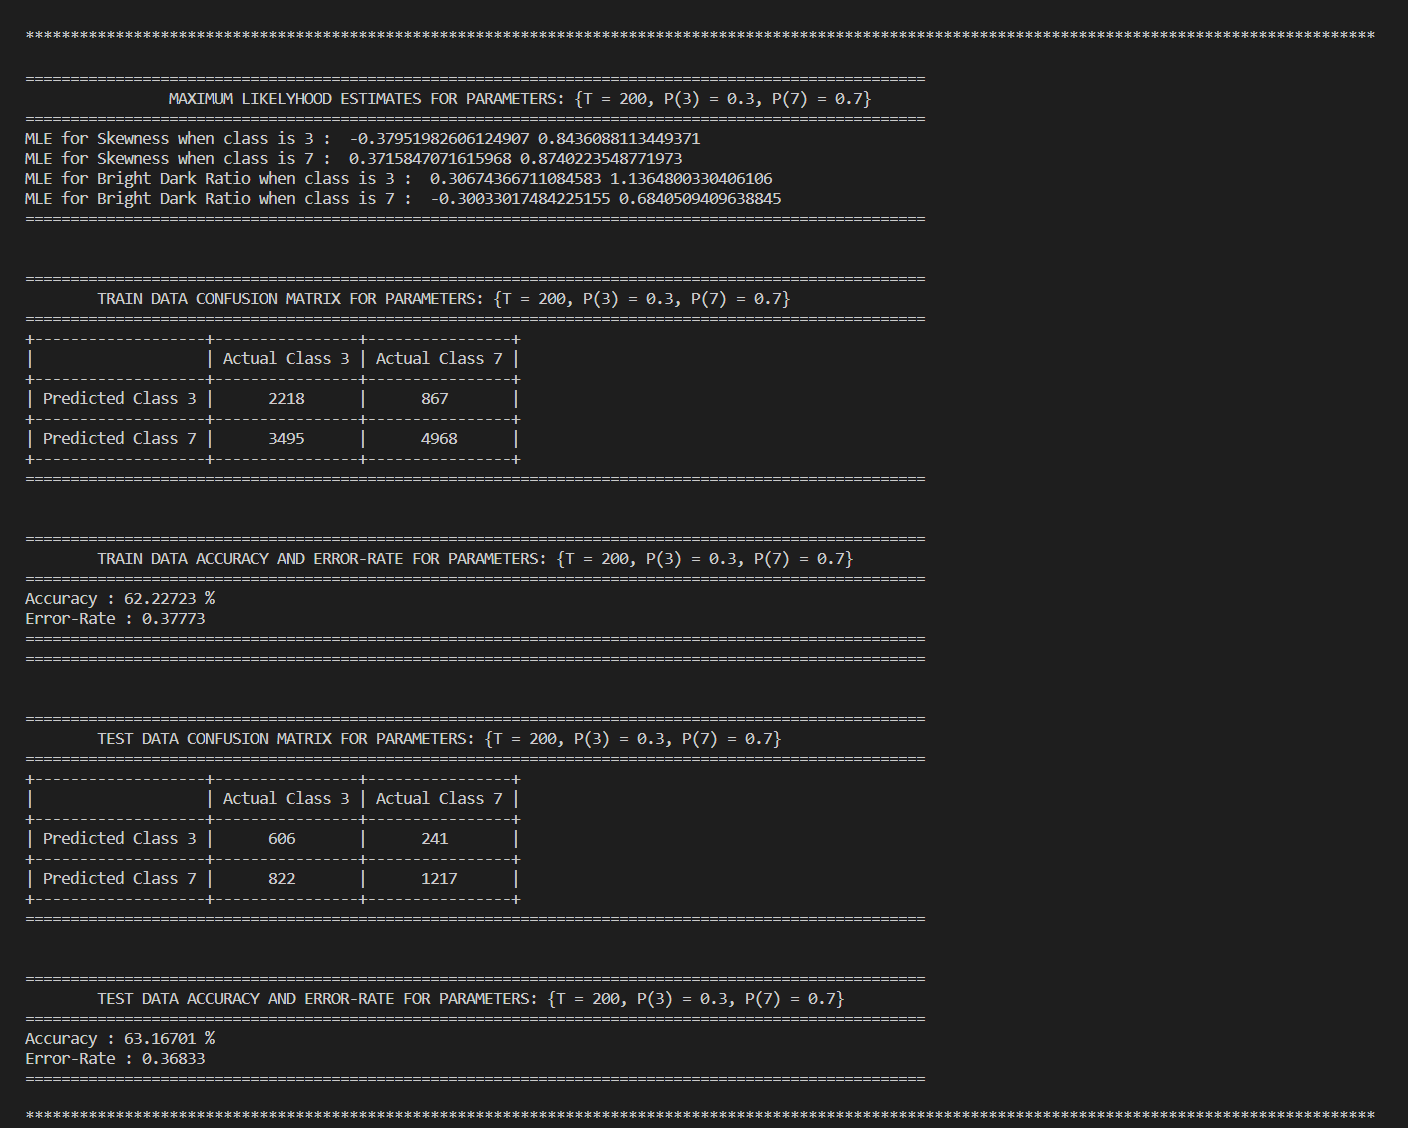 ******************************************************************************************************************************************************
====================================================================================================
MAXIMUM LIKELYHOOD ESTIMATES FOR PARAMETERS: {T = 200, P(3) = 0.3, P(7) = 0.7}
====================================================================================================
MLE for Skewness when class is 3 :  -0.37951982606124907 0.8436088113449371
MLE for Skewness when class is 7 :  0.3715847071615968 0.8740223548771973
MLE for Bright Dark Ratio when class is 3 :  0.30674366711084583 1.1364800330406106
MLE for Bright Dark Ratio when class is 7 :  -0.30033017484225155 0.6840509409638845
====================================================================================================
====================================================================================================
TRAIN DATA CONFUSION MATRIX FOR PARAMETERS: {T = 200, P(3) = 0.3, P(7) = 0.7}
====================================================================================================
+-------------------+----------------+----------------+
|                   | Actual Class 3 | Actual Class 7 |
+-------------------+----------------+----------------+
| Predicted Class 3 |      2218      |      867       |
+-------------------+----------------+----------------+
| Predicted Class 7 |      3495      |      4968      |
+-------------------+----------------+----------------+
====================================================================================================
====================================================================================================
TRAIN DATA ACCURACY AND ERROR-RATE FOR PARAMETERS: {T = 200, P(3) = 0.3, P(7) = 0.7}
====================================================================================================
Accuracy : 62.22723 %
Error-Rate : 0.37773
====================================================================================================
====================================================================================================
====================================================================================================
TEST DATA CONFUSION MATRIX FOR PARAMETERS: {T = 200, P(3) = 0.3, P(7) = 0.7}
====================================================================================================
+-------------------+----------------+----------------+
|                   | Actual Class 3 | Actual Class 7 |
+-------------------+----------------+----------------+
| Predicted Class 3 |      606       |      241       |
+-------------------+----------------+----------------+
| Predicted Class 7 |      822       |      1217      |
+-------------------+----------------+----------------+
====================================================================================================
====================================================================================================
TEST DATA ACCURACY AND ERROR-RATE FOR PARAMETERS: {T = 200, P(3) = 0.3, P(7) = 0.7}
====================================================================================================
Accuracy : 63.16701 %
Error-Rate : 0.36833
====================================================================================================
******************************************************************************************************************************************************